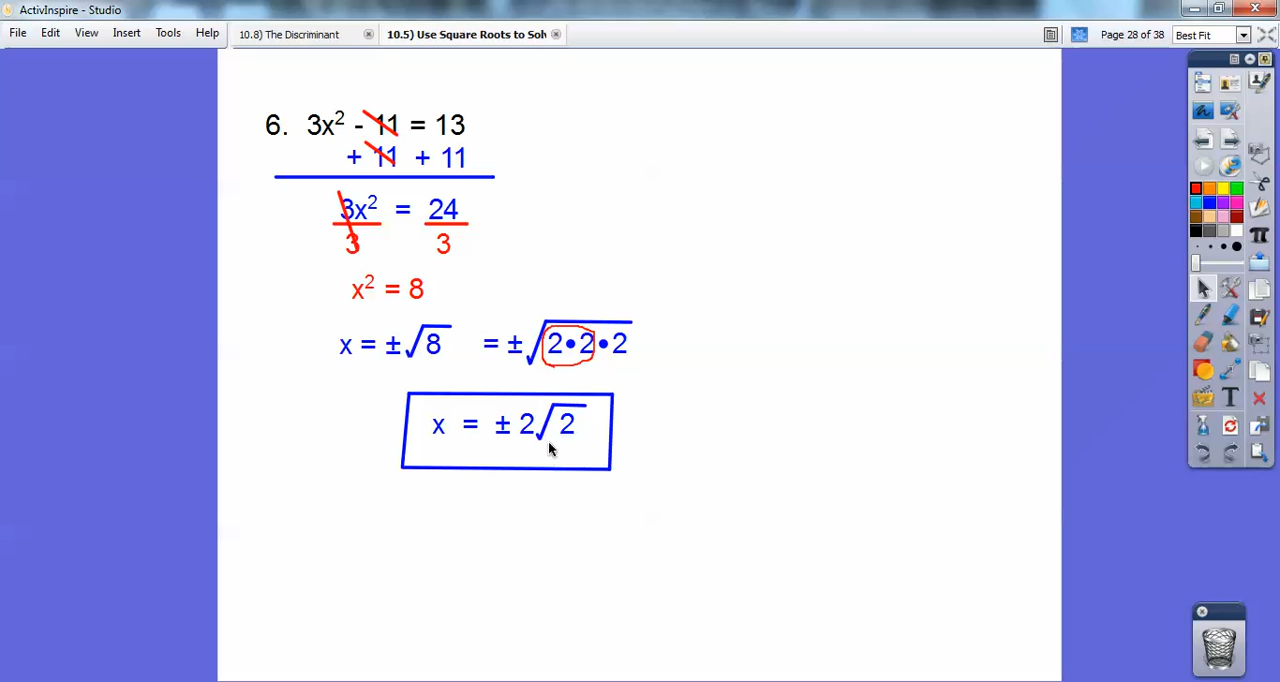 ActivInspire - Studio
File Edit View Insert Tools Help
10.8) The Discriminant
10.5) Use Square Roots to Sol
Page 28 of 38
Best Fit
6. 3x² - 11 = 13
+ 11 + 11
3x² = 24
3 3
x² = 8
x = ±√8 = ±√2•2•2
x = ±2√2